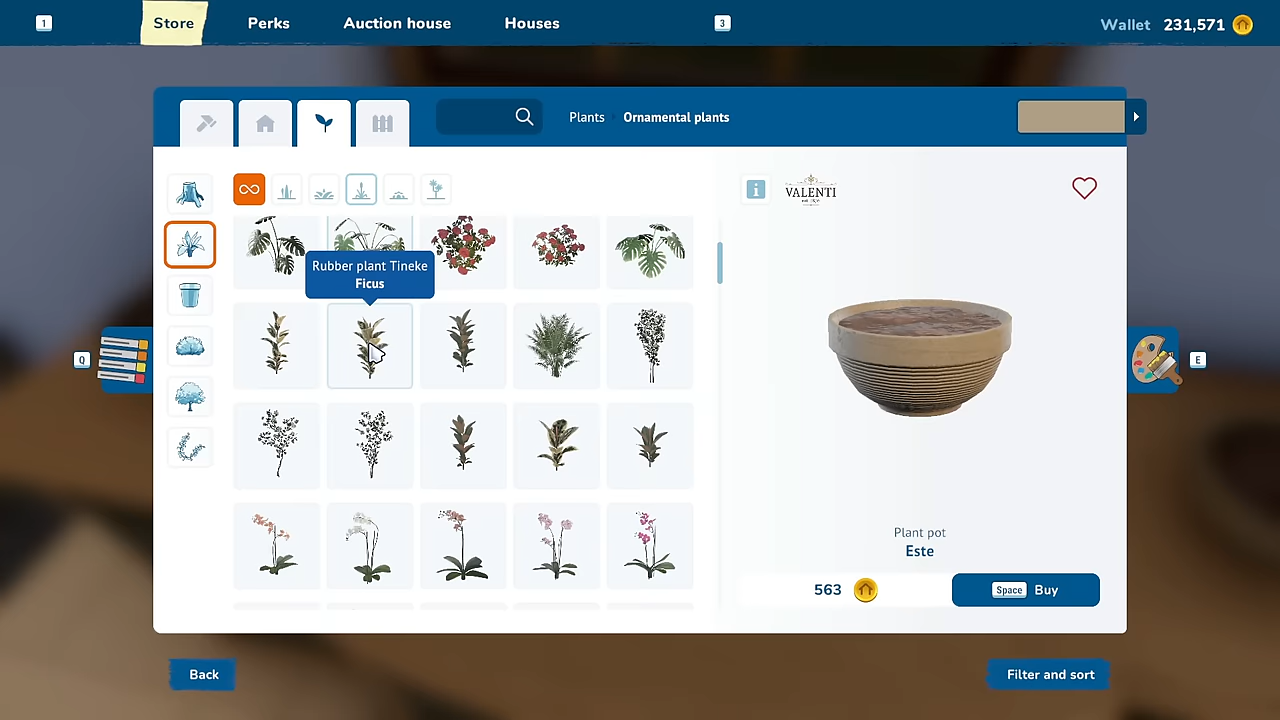 1
Store
Perks
Auction house
Houses
3
Wallet 231,571
Plants
Ornamental plants
i
VALENTI
Rubber plant Tineke
Ficus
Q
E
Plant pot
Este
563
Space Buy
Back
Filter and sort